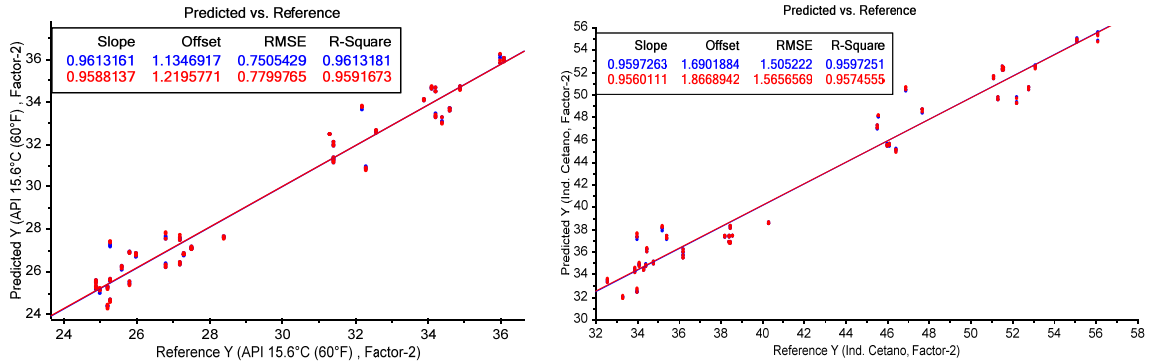 Predicted vs. Reference
Slope Offset RMSE R-Square
0.9613161 1.1346917 0.7505429 0.9613181
0.9588137 1.2195771 0.7799765 0.9591673
Predicted Y (API 15.6°C (60°F) , Factor-2)
36
34
32
30
28
26
24
24 26 28 30 32 34 36
Reference Y (API 15.6°C (60°F) , Factor-2)
Predicted vs. Reference
Slope Offset RMSE R-Square
0.9597263 1.6901884 1.505222 0.9597251
0.9560111 1.8668942 1.5656569 0.9574555
Predicted Y (Ind. Cetano, Factor-2)
56
54
52
50
48
46
44
42
40
38
36
34
32
30
32 34 36 38 40 42 44 46 48 50 52 54 56 58
Reference Y (Ind. Cetano, Factor-2)